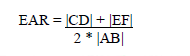 EAR = |CD| + |EF|
2 * |AB|